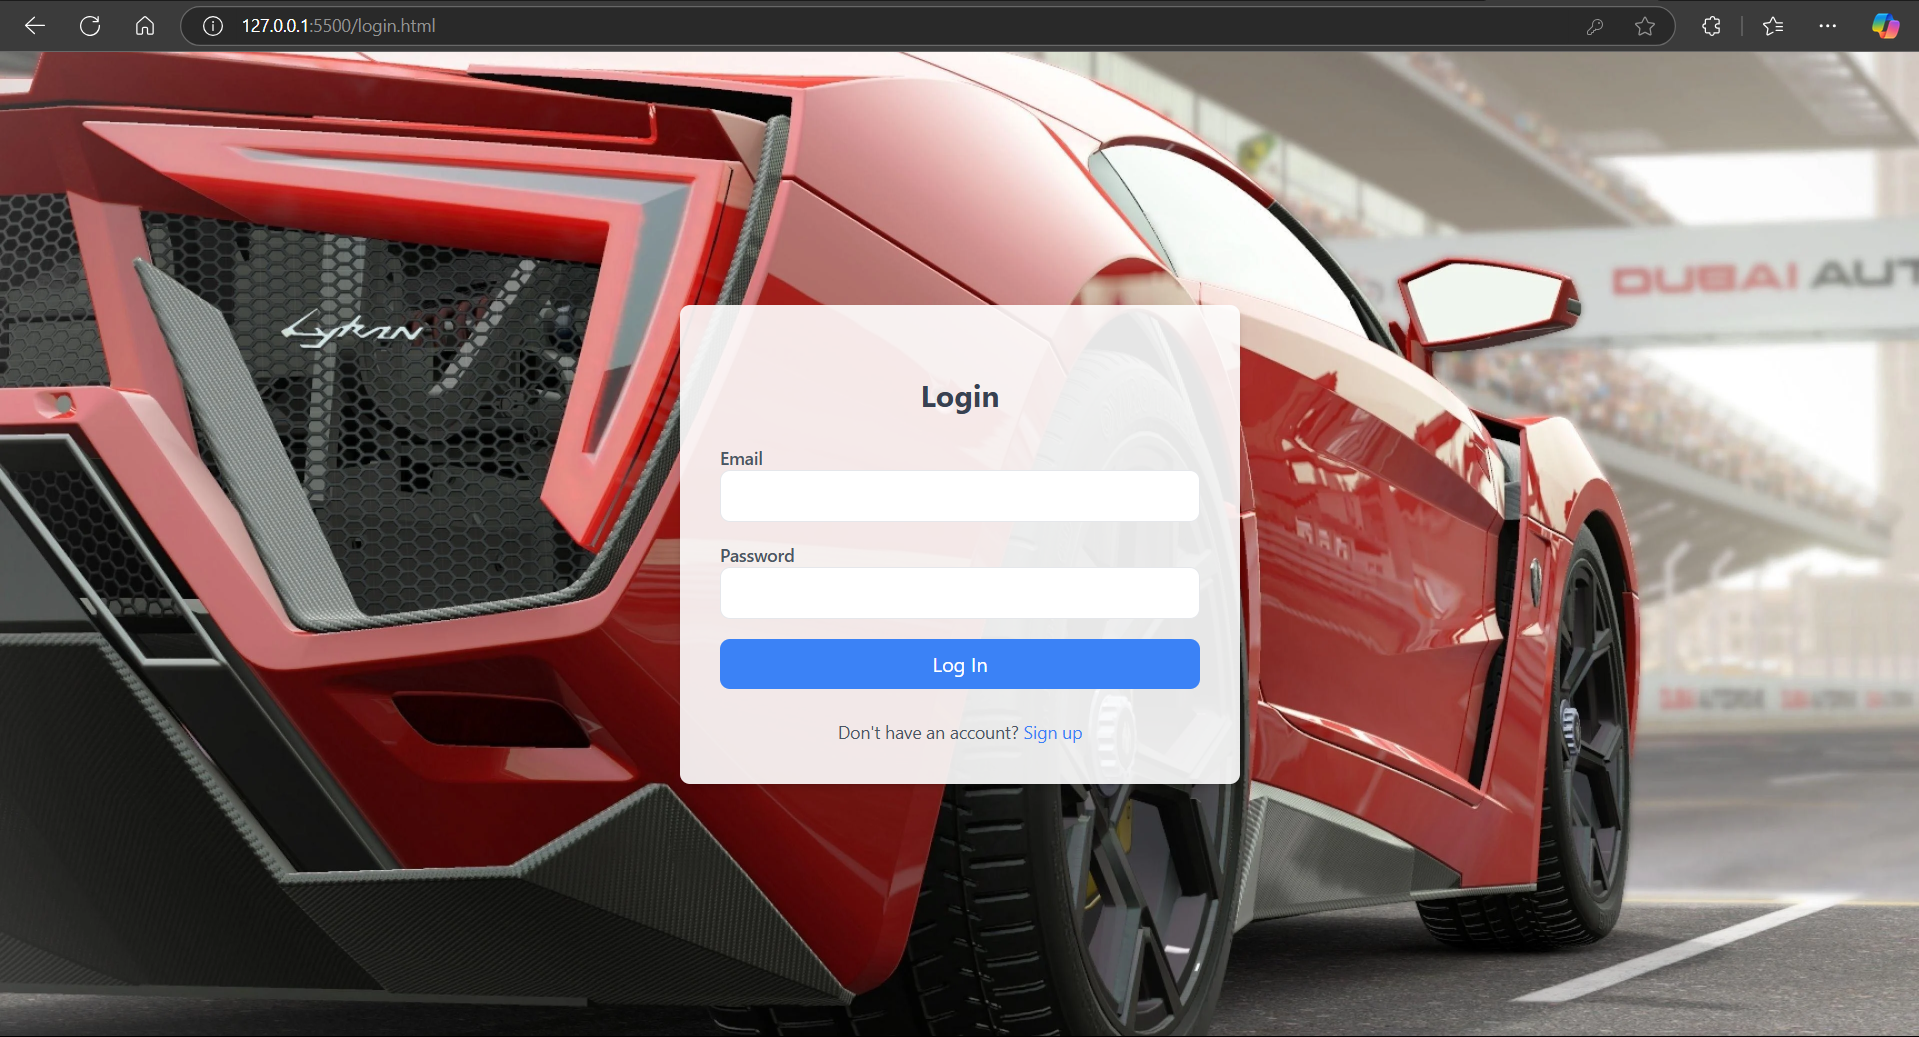 127.0.0.1:5500/login.html
Lykan
DUBAI AUT
Login
Email
Password
Log In
Don't have an account? Sign up